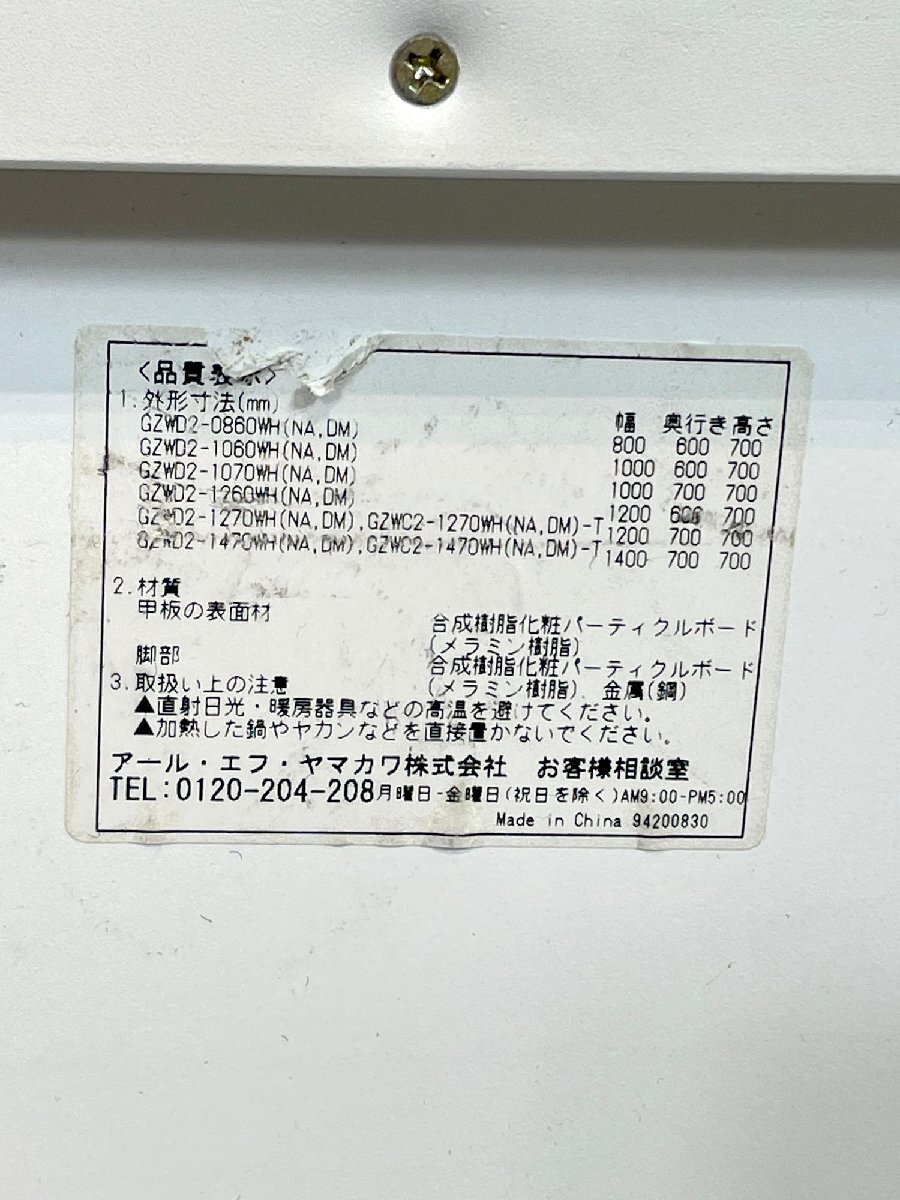 〈品質表示〉
1.外形寸法(mm) 幅 奥行き 高さ
GZWD2-0860WH(NA,DM) 800 600 700
GZWD2-1060WH(NA,DM) 1000 600 700
GZWD2-1070WH(NA,DM) 1000 700 700
GZWD2-1260WH(NA,DM) 1200 600 700
GZWD2-1270WH(NA,DM),GZWC2-1270WH(NA,DM)-T 1200 700 700
GZWD2-1470WH(NA,DM),GZWC2-1470WH(NA,DM)-T 1400 700 700
2.材質
甲板の表面材 合成樹脂化粧パーティクルボード
(メラミン樹脂)
脚部 合成樹脂化粧パーティクルボード
(メラミン樹脂)、金属(鋼)
3.取扱い上の注意
▲直射日光・暖房器具などの高温を避けてください。
▲加熱した鍋やヤカンなどを直接置かないでください。
アール・エフ・ヤマカワ株式会社 お客様相談室
TEL:0120-204-208月曜日-金曜日(祝日を除く)AM9:00-PM5:00
Made in China 94200830